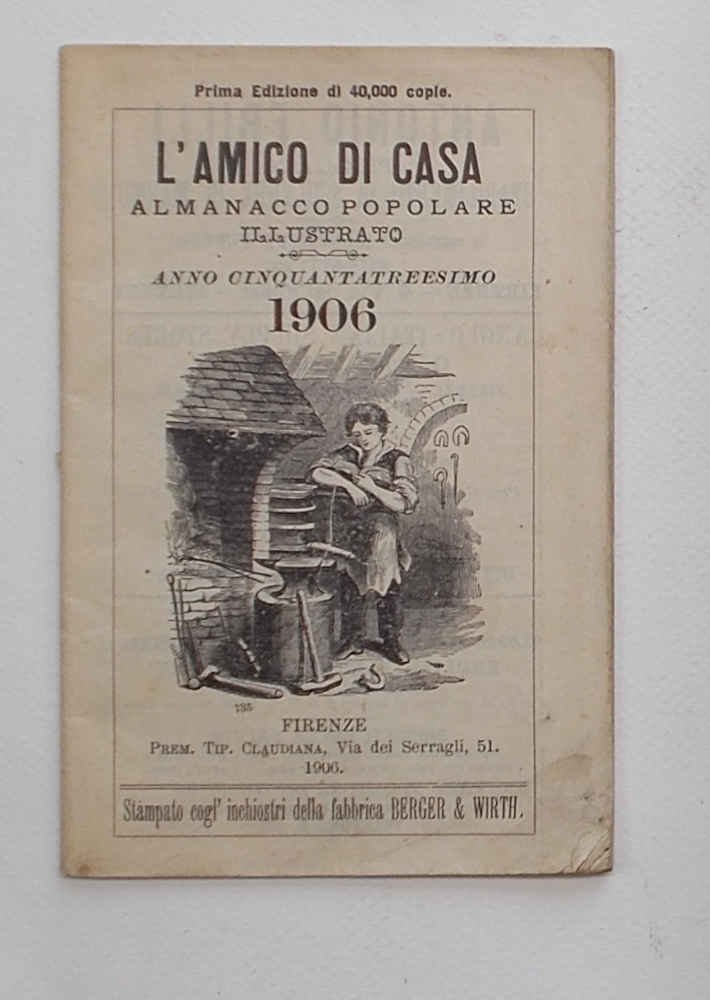 Prima Edizione di 40,000 copie.
L'AMICO DI CASA
ALMANACCO POPOLARE
ILLUSTRATO
ANNO CINQUANTATREESIMO
1906
735
FIRENZE
PREM. TIP. CLAUDIANA, Via dei Serragli, 51.
1906.
Stampato cogl' inchiostri della fabbrica BERGER & WIRTH.